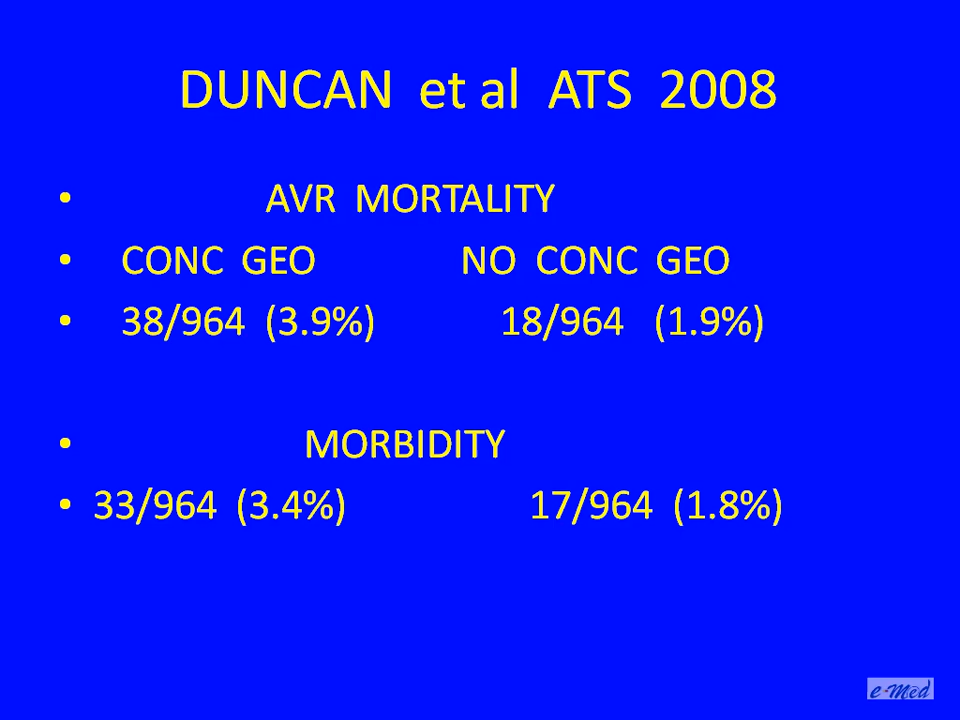 DUNCAN et al ATS 2008
• AVR MORTALITY
• CONC GEO NO CONC GEO
• 38/964 (3.9%) 18/964 (1.9%)
• MORBIDITY
• 33/964 (3.4%) 17/964 (1.8%)
e-Med